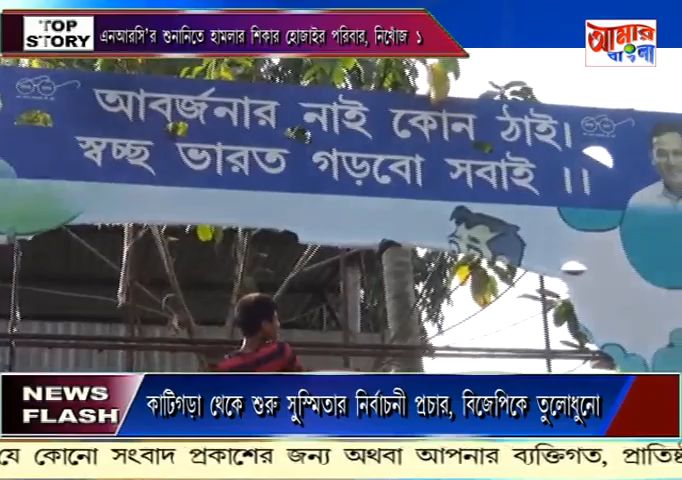 TOP
STORY
এনআরসি'র শুনানিতে হামলার শিকার হোজাইর পরিবার, নিখোঁজ ১
আমার
বাংলা
আবর্জনার নাই কোন ঠাই।
স্বচ্ছ ভারত গড়বো সবাই ।।
NEWS
FLASH
কাটিগড়া থেকে শুরু সুস্মিতার নির্বাচনী প্রচার, বিজেপিকে তুলোধুনো
যে কোনো সংবাদ প্রকাশের জন্য অথবা আপনার ব্যক্তিগত, প্রাতিষ্ঠ